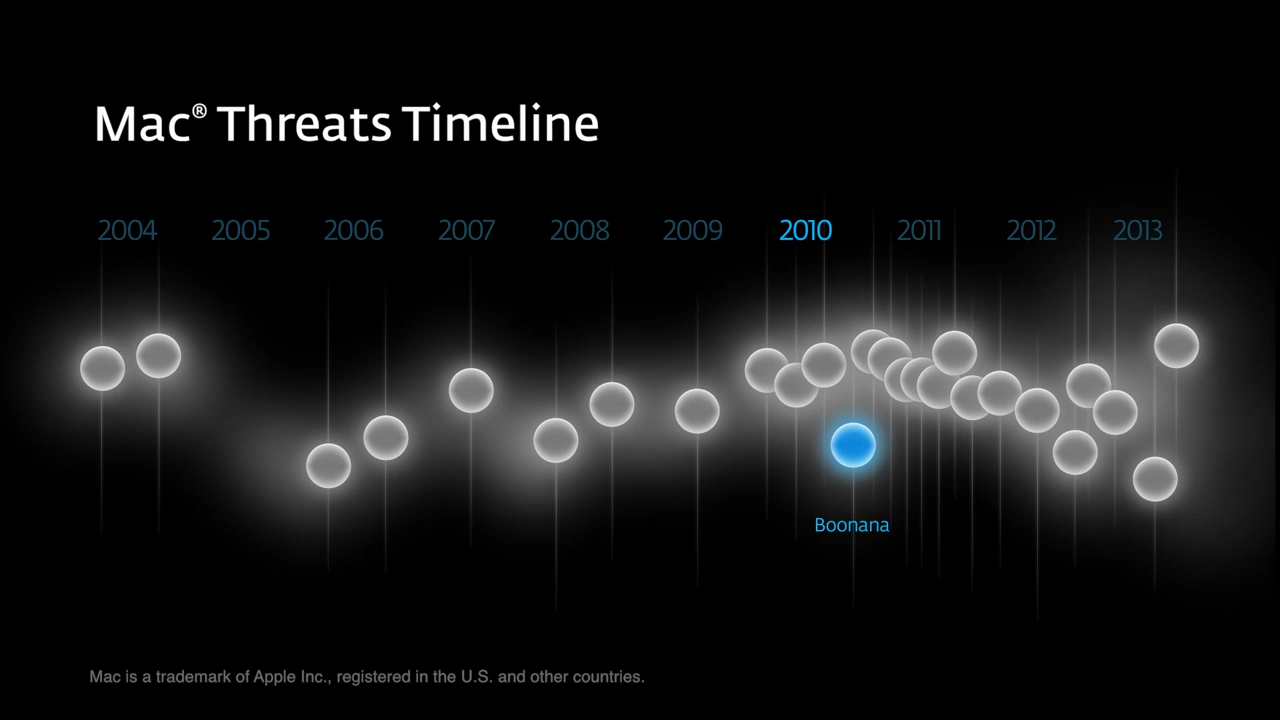 Mac® Threats Timeline
2004 2005 2006 2007 2008 2009 2010 2011 2012 2013
Boonana
Mac is a trademark of Apple Inc., registered in the U.S. and other countries.